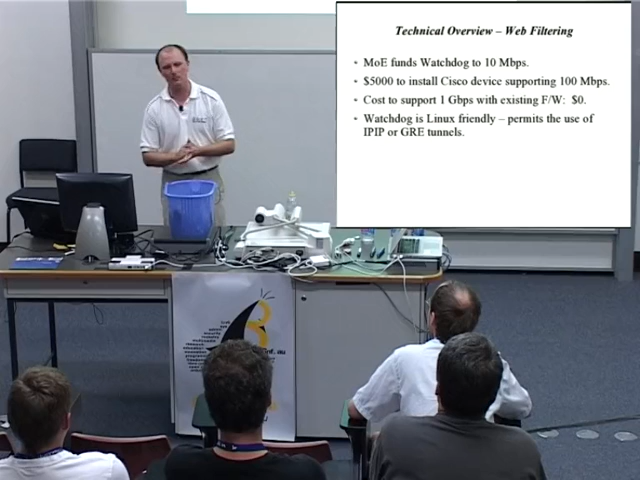 Technical Overview – Web Filtering
• MoE funds Watchdog to 10 Mbps.
• $5000 to install Cisco device supporting 100 Mbps.
• Cost to support 1 Gbps with existing F/W: $0.
• Watchdog is Linux friendly – permits the use of
IPIP or GRE tunnels.